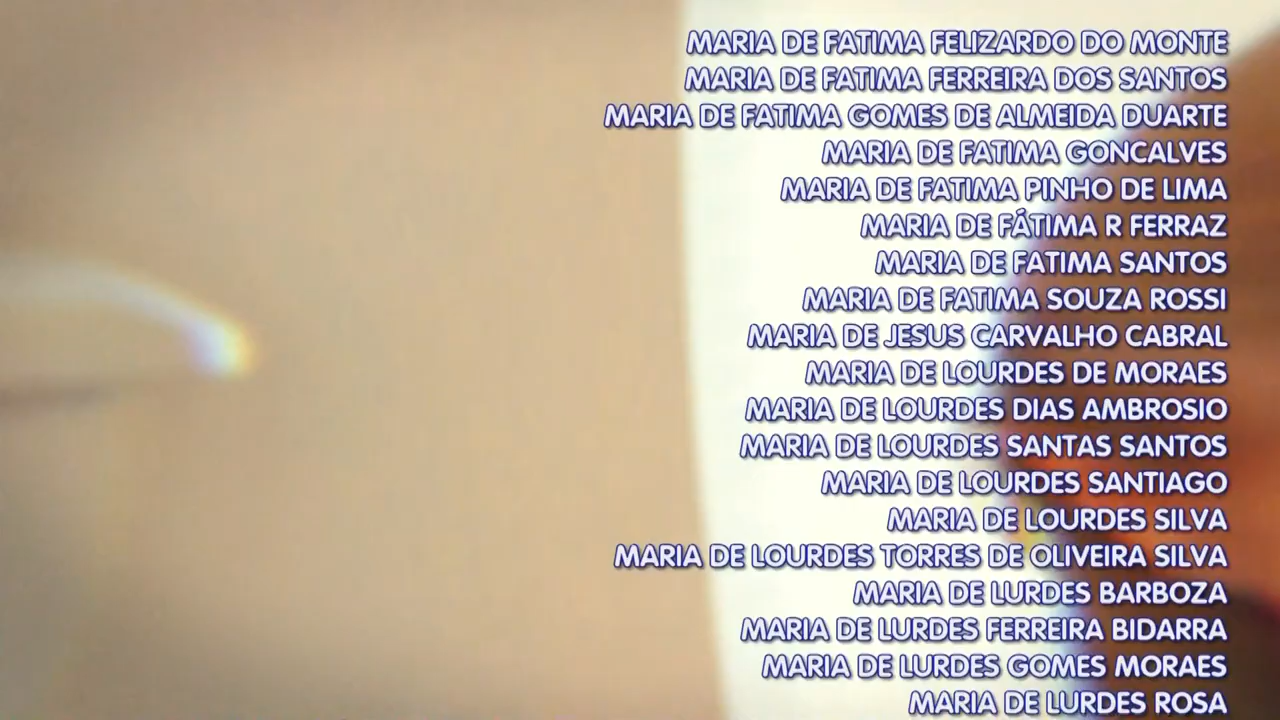 MARIA DE FATIMA FELIZARDO DO MONTE
MARIA DE FATIMA FERREIRA DOS SANTOS
MARIA DE FATIMA GOMES DE ALMEIDA DUARTE
MARIA DE FATIMA GONCALVES
MARIA DE FATIMA PINHO DE LIMA
MARIA DE FÁTIMA R FERRAZ
MARIA DE FATIMA SANTOS
MARIA DE FATIMA SOUZA ROSSI
MARIA DE JESUS CARVALHO CABRAL
MARIA DE LOURDES DE MORAES
MARIA DE LOURDES DIAS AMBROSIO
MARIA DE LOURDES SANTAS SANTOS
MARIA DE LOURDES SANTIAGO
MARIA DE LOURDES SILVA
MARIA DE LOURDES TORRES DE OLIVEIRA SILVA
MARIA DE LURDES BARBOZA
MARIA DE LURDES FERREIRA BIDARRA
MARIA DE LURDES GOMES MORAES
MARIA DE LURDES ROSA